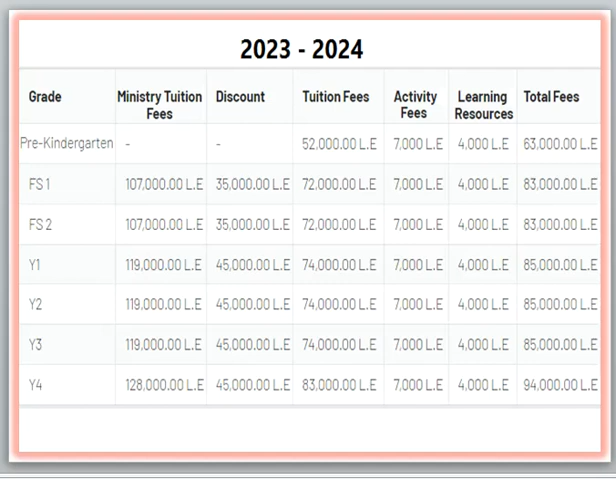 2023 - 2024
Grade Ministry Tuition Fees Discount Tuition Fees Activity Fees Learning Resources Total Fees
Pre-Kindergarten - - 52,000.00 L.E 7,000 L.E 4,000 L.E 63,000.00 L.E
FS 1 107,000.00 L.E 35,000.00 L.E 72,000.00 L.E 7,000 L.E 4,000 L.E 83,000.00 L.E
FS 2 107,000.00 L.E 35,000.00 L.E 72,000.00 L.E 7,000 L.E 4,000 L.E 83,000.00 L.E
Y1 119,000.00 L.E 45,000.00 L.E 74,000.00 L.E 7,000 L.E 4,000 L.E 85,000.00 L.E
Y2 119,000.00 L.E 45,000.00 L.E 74,000.00 L.E 7,000 L.E 4,000 L.E 85,000.00 L.E
Y3 119,000.00 L.E 45,000.00 L.E 74,000.00 L.E 7,000 L.E 4,000 L.E 85,000.00 L.E
Y4 128,000.00 L.E 45,000.00 L.E 83,000.00 L.E 7,000 L.E 4,000 L.E 94,000.00 L.E